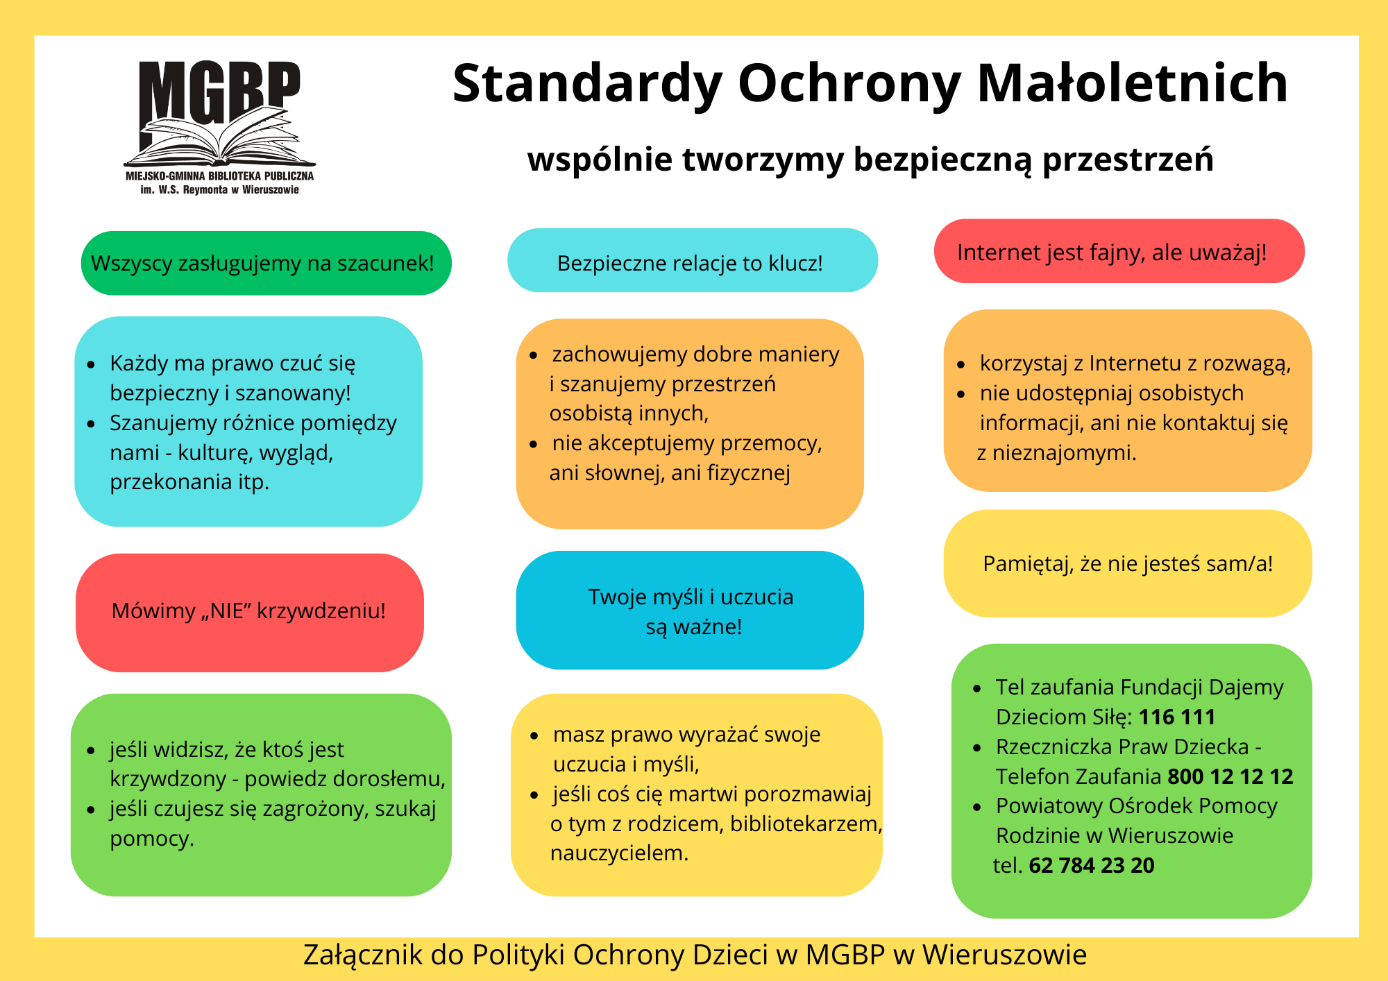 MGBP
MIEJSKO-GMINNA BIBLIOTEKA PUBLICZNA
im. W.S. Reymonta w Wieruszowie
Standardy Ochrony Małoletnich
wspólnie tworzymy bezpieczną przestrzeń
Wszyscy zasługujemy na szacunek!
• Każdy ma prawo czuć się
bezpieczny i szanowany!
• Szanujemy różnice pomiędzy
nami - kulturę, wygląd,
przekonania itp.
Mówimy „NIE” krzywdzeniu!
• jeśli widzisz, że ktoś jest
krzywdzony - powiedz dorosłemu,
• jeśli czujesz się zagrożony, szukaj
pomocy.
Bezpieczne relacje to klucz!
• zachowujemy dobre maniery
i szanujemy przestrzeń
osobistą innych,
• nie akceptujemy przemocy,
ani słownej, ani fizycznej
Twoje myśli i uczucia
są ważne!
• masz prawo wyrażać swoje
uczucia i myśli,
• jeśli coś cię martwi porozmawiaj
o tym z rodzicem, bibliotekarzem,
nauczycielem.
Internet jest fajny, ale uważaj!
• korzystaj z Internetu z rozwagą,
• nie udostępniaj osobistych
informacji, ani nie kontaktuj się
z nieznajomymi.
Pamiętaj, że nie jesteś sam/a!
• Tel zaufania Fundacji Dajemy
Dzieciom Siłę: 116 111
• Rzeczniczka Praw Dziecka -
Telefon Zaufania 800 12 12 12
• Powiatowy Ośrodek Pomocy
Rodzinie w Wieruszowie
tel. 62 784 23 20
Załącznik do Polityki Ochrony Dzieci w MGBP w Wieruszowie